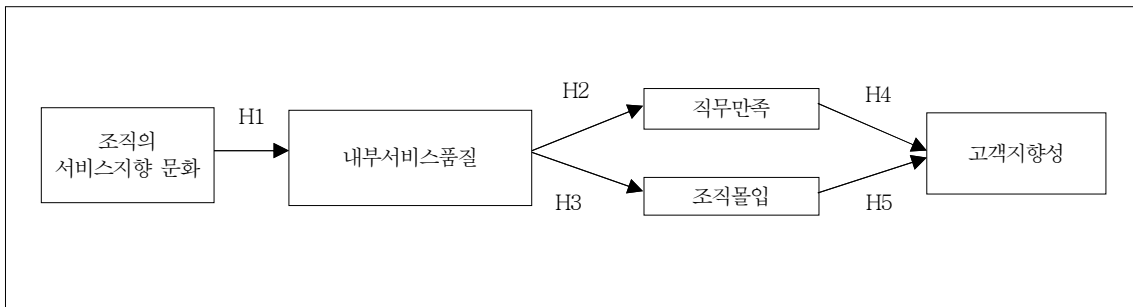 H1
H2
H3
H4
H5
조직의
서비스지향 문화
내부서비스품질
직무만족
조직몰입
고객지향성